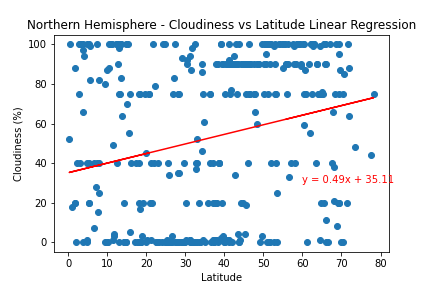 Northern Hemisphere - Cloudiness vs Latitude Linear Regression
100
80
60
40
20
0
Cloudiness (%)
y = 0.49x + 35.11
0 10 20 30 40 50 60 70 80
Latitude